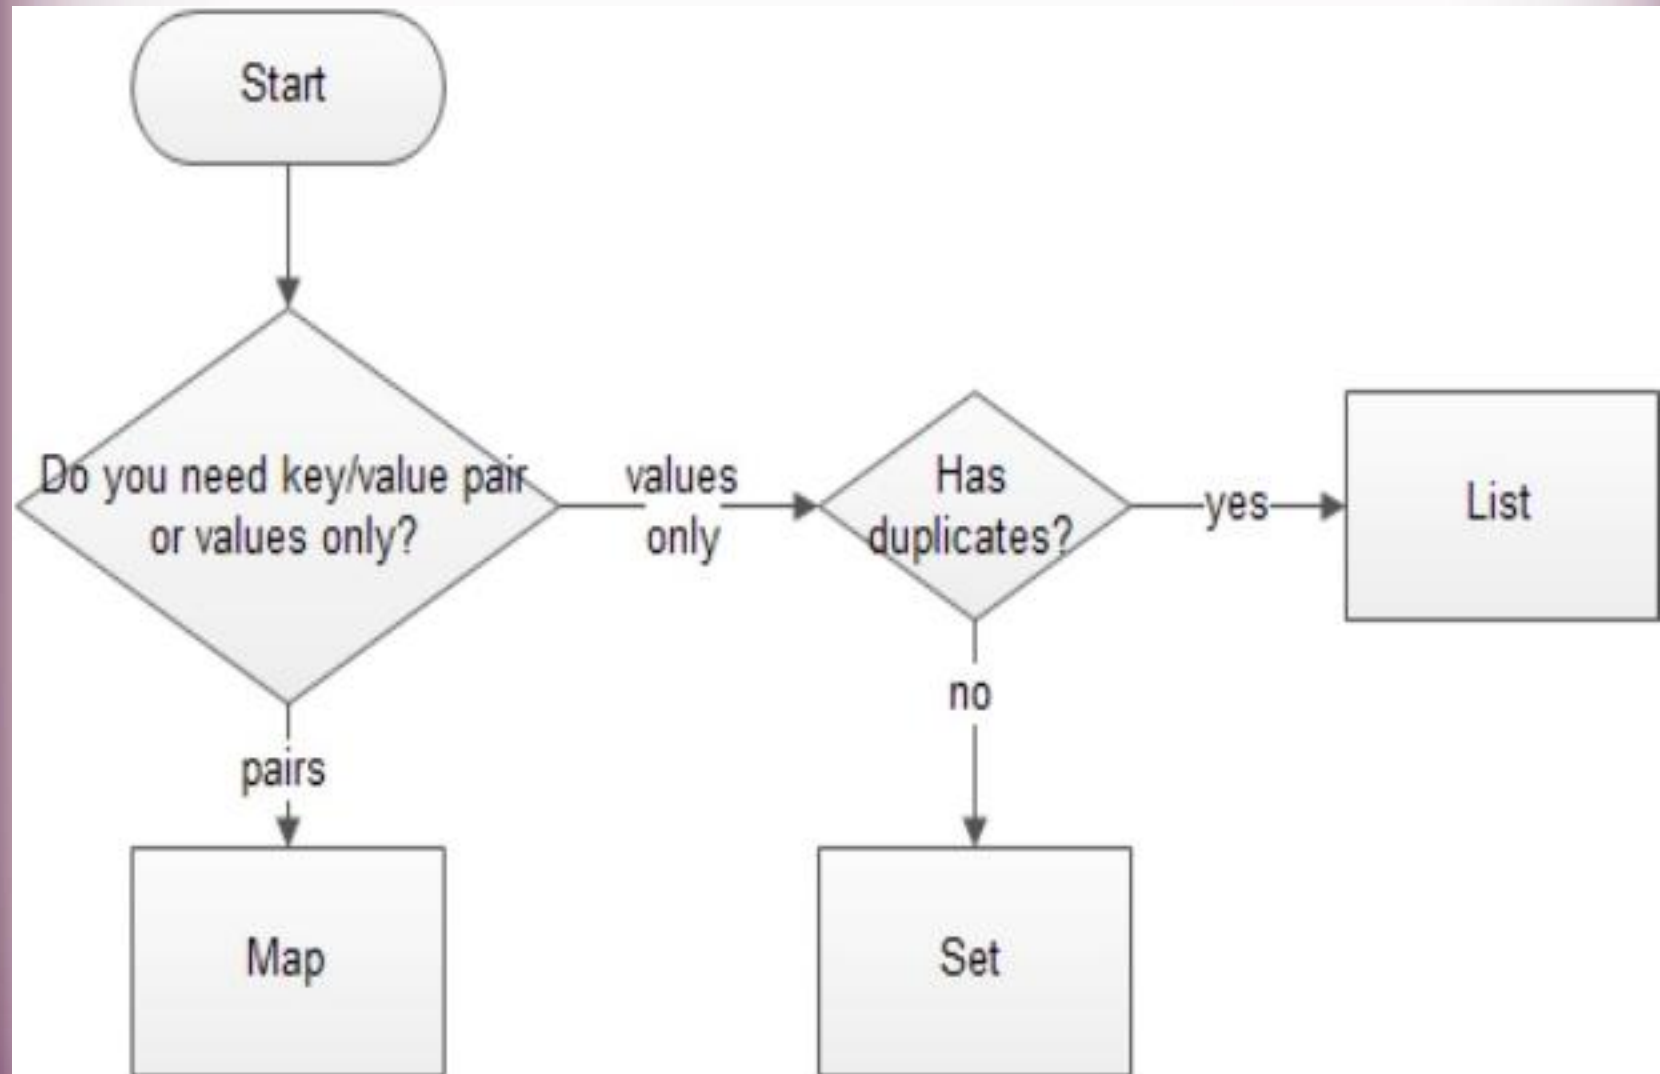 Start
Do you need key/value pair
or values only?
values
only
Has
duplicates?
yes
List
no
pairs
Map
Set